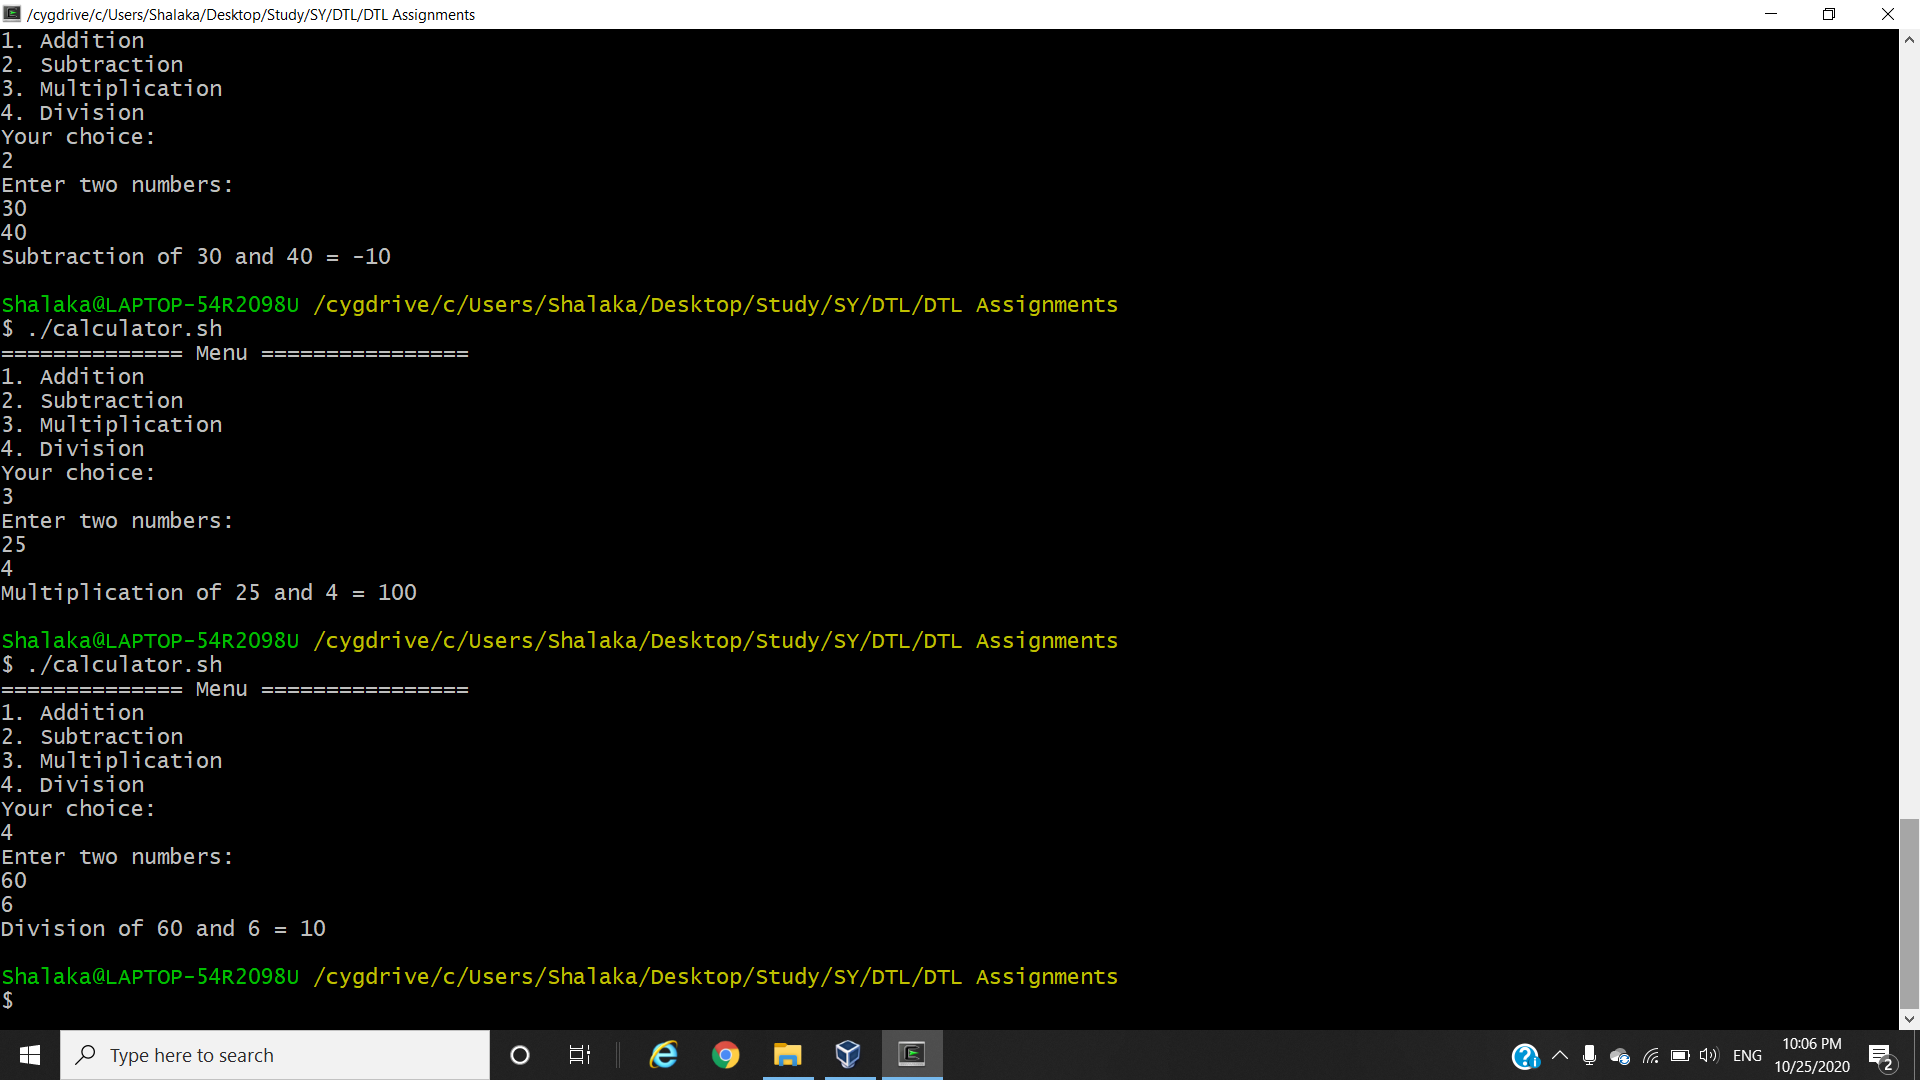 /cygdrive/c/Users/Shalaka/Desktop/Study/SY/DTL/DTL Assignments
1. Addition
2. Subtraction
3. Multiplication
4. Division
Your choice:
2
Enter two numbers:
30
40
Subtraction of 30 and 40 = -10
Shalaka@LAPTOP-54R2O98U /cygdrive/c/Users/Shalaka/Desktop/Study/SY/DTL/DTL Assignments
$ ./calculator.sh
============== Menu ================
1. Addition
2. Subtraction
3. Multiplication
4. Division
Your choice:
3
Enter two numbers:
25
4
Multiplication of 25 and 4 = 100
Shalaka@LAPTOP-54R2O98U /cygdrive/c/Users/Shalaka/Desktop/Study/SY/DTL/DTL Assignments
$ ./calculator.sh
============== Menu ================
1. Addition
2. Subtraction
3. Multiplication
4. Division
Your choice:
4
Enter two numbers:
60
6
Division of 60 and 6 = 10
Shalaka@LAPTOP-54R2O98U /cygdrive/c/Users/Shalaka/Desktop/Study/SY/DTL/DTL Assignments
$
Type here to search
ENG
10:06 PM
10/25/2020
2